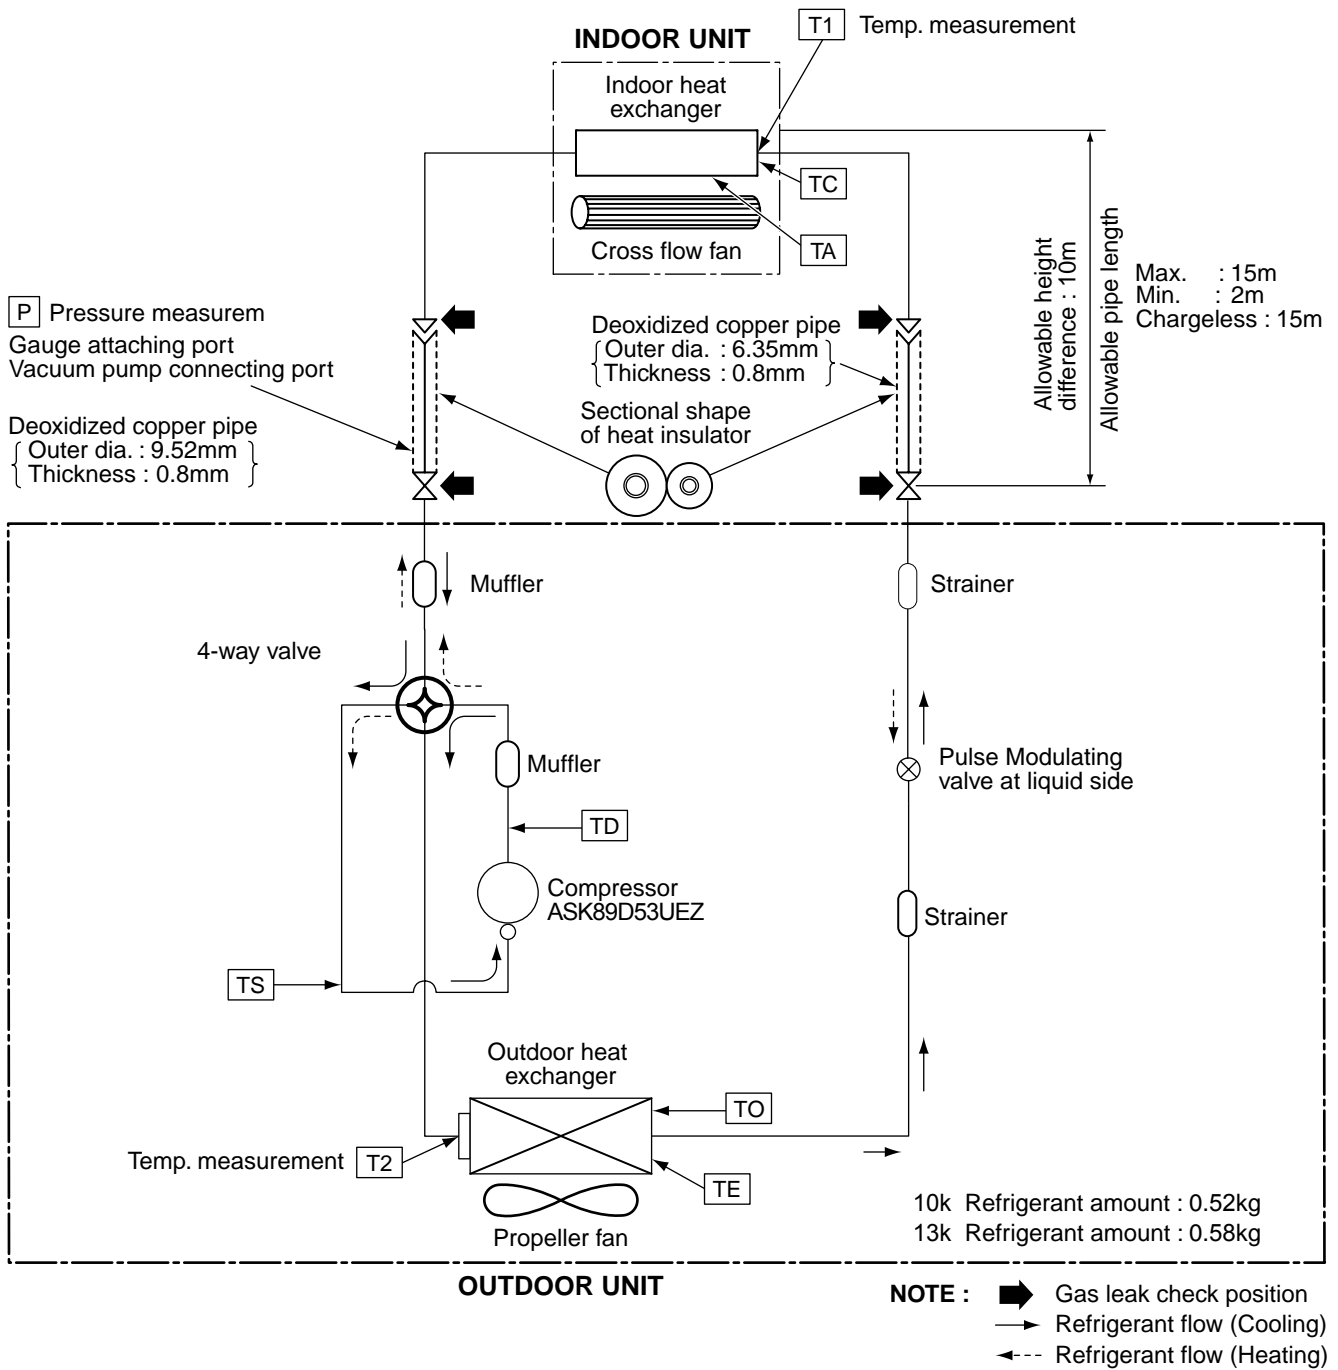 T1 Temp. measurement
INDOOR UNIT
Indoor heat
exchanger
TC
Cross flow fan
TA
Allowable height
difference : 10m
Allowable pipe length
Max. : 15m
Min. : 2m
Chargeless : 15m
P Pressure measurem
Gauge attaching port
Vacuum pump connecting port
Deoxidized copper pipe
Outer dia. : 9.52mm
Thickness : 0.8mm
Deoxidized copper pipe
Outer dia. : 6.35mm
Thickness : 0.8mm
Sectional shape
of heat insulator
Muffler
Strainer
4-way valve
Muffler
Pulse Modulating
valve at liquid side
TD
Compressor
ASK89D53UEZ
Strainer
TS
Outdoor heat
exchanger
TO
Temp. measurement T2
TE
Propeller fan
10k Refrigerant amount : 0.52kg
13k Refrigerant amount : 0.58kg
OUTDOOR UNIT
NOTE :
Gas leak check position
Refrigerant flow (Cooling)
Refrigerant flow (Heating)